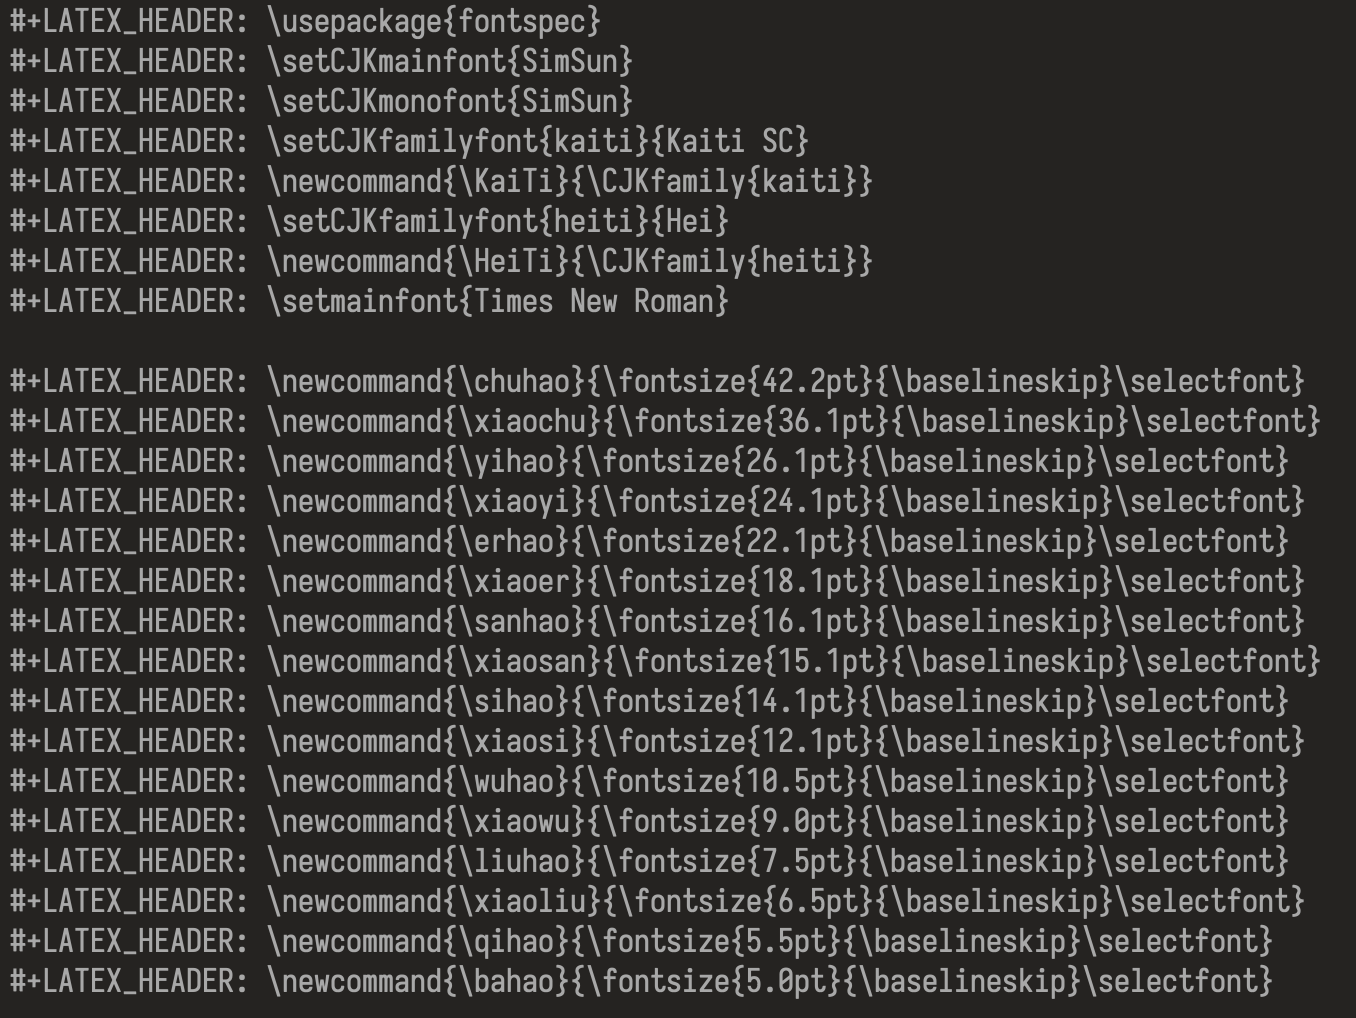 #+LATEX_HEADER: \usepackage{fontspec}
#+LATEX_HEADER: \setCJKmainfont{SimSun}
#+LATEX_HEADER: \setCJKmonofont{SimSun}
#+LATEX_HEADER: \setCJKfamilyfont{kaiti}{Kaiti SC}
#+LATEX_HEADER: \newcommand{\KaiTi}{\CJKfamily{kaiti}}
#+LATEX_HEADER: \setCJKfamilyfont{heiti}{Hei}
#+LATEX_HEADER: \newcommand{\HeiTi}{\CJKfamily{heiti}}
#+LATEX_HEADER: \setmainfont{Times New Roman}

#+LATEX_HEADER: \newcommand{\chuhao}{\fontsize{42.2pt}{\baselineskip}\selectfont}
#+LATEX_HEADER: \newcommand{\xiaochu}{\fontsize{36.1pt}{\baselineskip}\selectfont}
#+LATEX_HEADER: \newcommand{\yihao}{\fontsize{26.1pt}{\baselineskip}\selectfont}
#+LATEX_HEADER: \newcommand{\xiaoyi}{\fontsize{24.1pt}{\baselineskip}\selectfont}
#+LATEX_HEADER: \newcommand{\erhao}{\fontsize{22.1pt}{\baselineskip}\selectfont}
#+LATEX_HEADER: \newcommand{\xiaoer}{\fontsize{18.1pt}{\baselineskip}\selectfont}
#+LATEX_HEADER: \newcommand{\sanhao}{\fontsize{16.1pt}{\baselineskip}\selectfont}
#+LATEX_HEADER: \newcommand{\xiaosan}{\fontsize{15.1pt}{\baselineskip}\selectfont}
#+LATEX_HEADER: \newcommand{\sihao}{\fontsize{14.1pt}{\baselineskip}\selectfont}
#+LATEX_HEADER: \newcommand{\xiaosi}{\fontsize{12.1pt}{\baselineskip}\selectfont}
#+LATEX_HEADER: \newcommand{\wuhao}{\fontsize{10.5pt}{\baselineskip}\selectfont}
#+LATEX_HEADER: \newcommand{\xiaowu}{\fontsize{9.0pt}{\baselineskip}\selectfont}
#+LATEX_HEADER: \newcommand{\liuhao}{\fontsize{7.5pt}{\baselineskip}\selectfont}
#+LATEX_HEADER: \newcommand{\xiaoliu}{\fontsize{6.5pt}{\baselineskip}\selectfont}
#+LATEX_HEADER: \newcommand{\qihao}{\fontsize{5.5pt}{\baselineskip}\selectfont}
#+LATEX_HEADER: \newcommand{\bahao}{\fontsize{5.0pt}{\baselineskip}\selectfont}